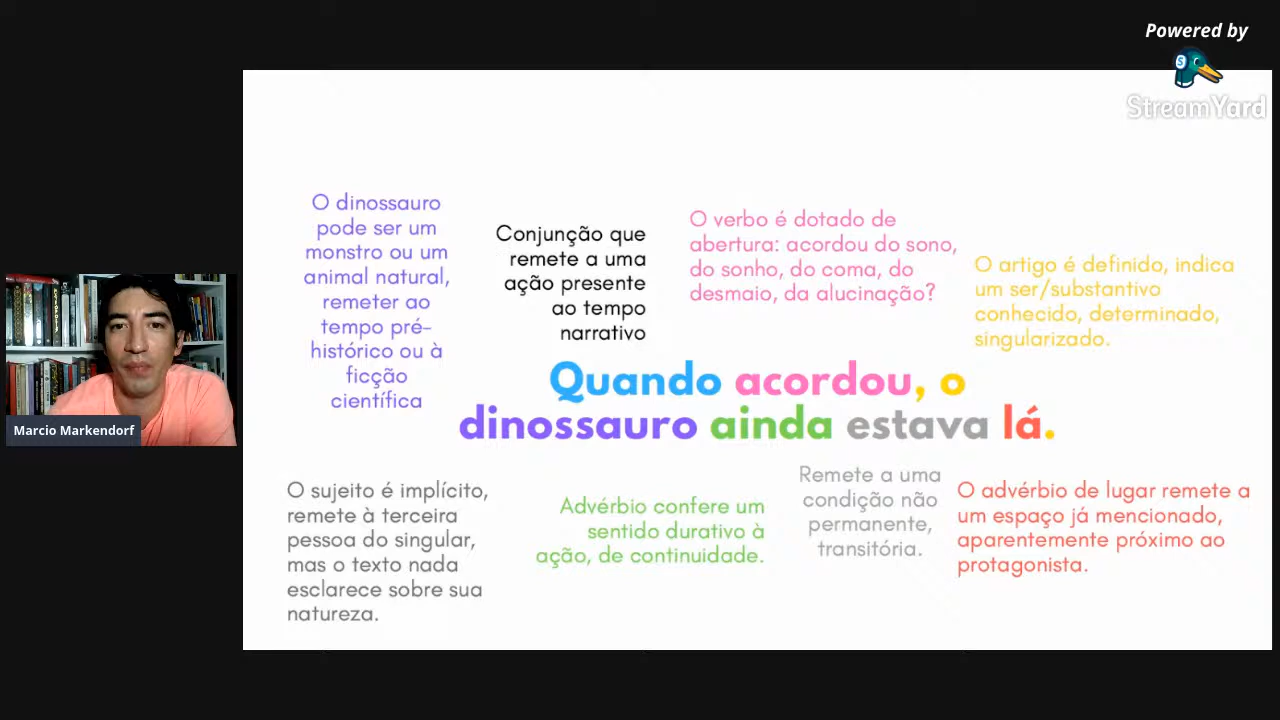 Powered by
StreamYard
O dinossauro
pode ser um
monstro ou um
animal natural,
remeter ao
tempo pré-
histórico ou à
ficção
científica
Conjunção que
remete a uma
ação presente
ao tempo
narrativo
O verbo é dotado de
abertura: acordou do sono,
do sonho, do coma, do
desmaio, da alucinação?
O artigo é definido, indica
um ser/substantivo
conhecido, determinado,
singularizado.
Quando acordou, o
dinossauro ainda estava lá.
Marcio Markendorf
O sujeito é implícito,
remete à terceira
pessoa do singular,
mas o texto nada
esclarece sobre sua
natureza.
Advérbio confere um
sentido durativo à
ação, de continuidade.
Remete a uma
condição não
permanente,
transitória.
O advérbio de lugar remete a
um espaço já mencionado,
aparentemente próximo ao
protagonista.